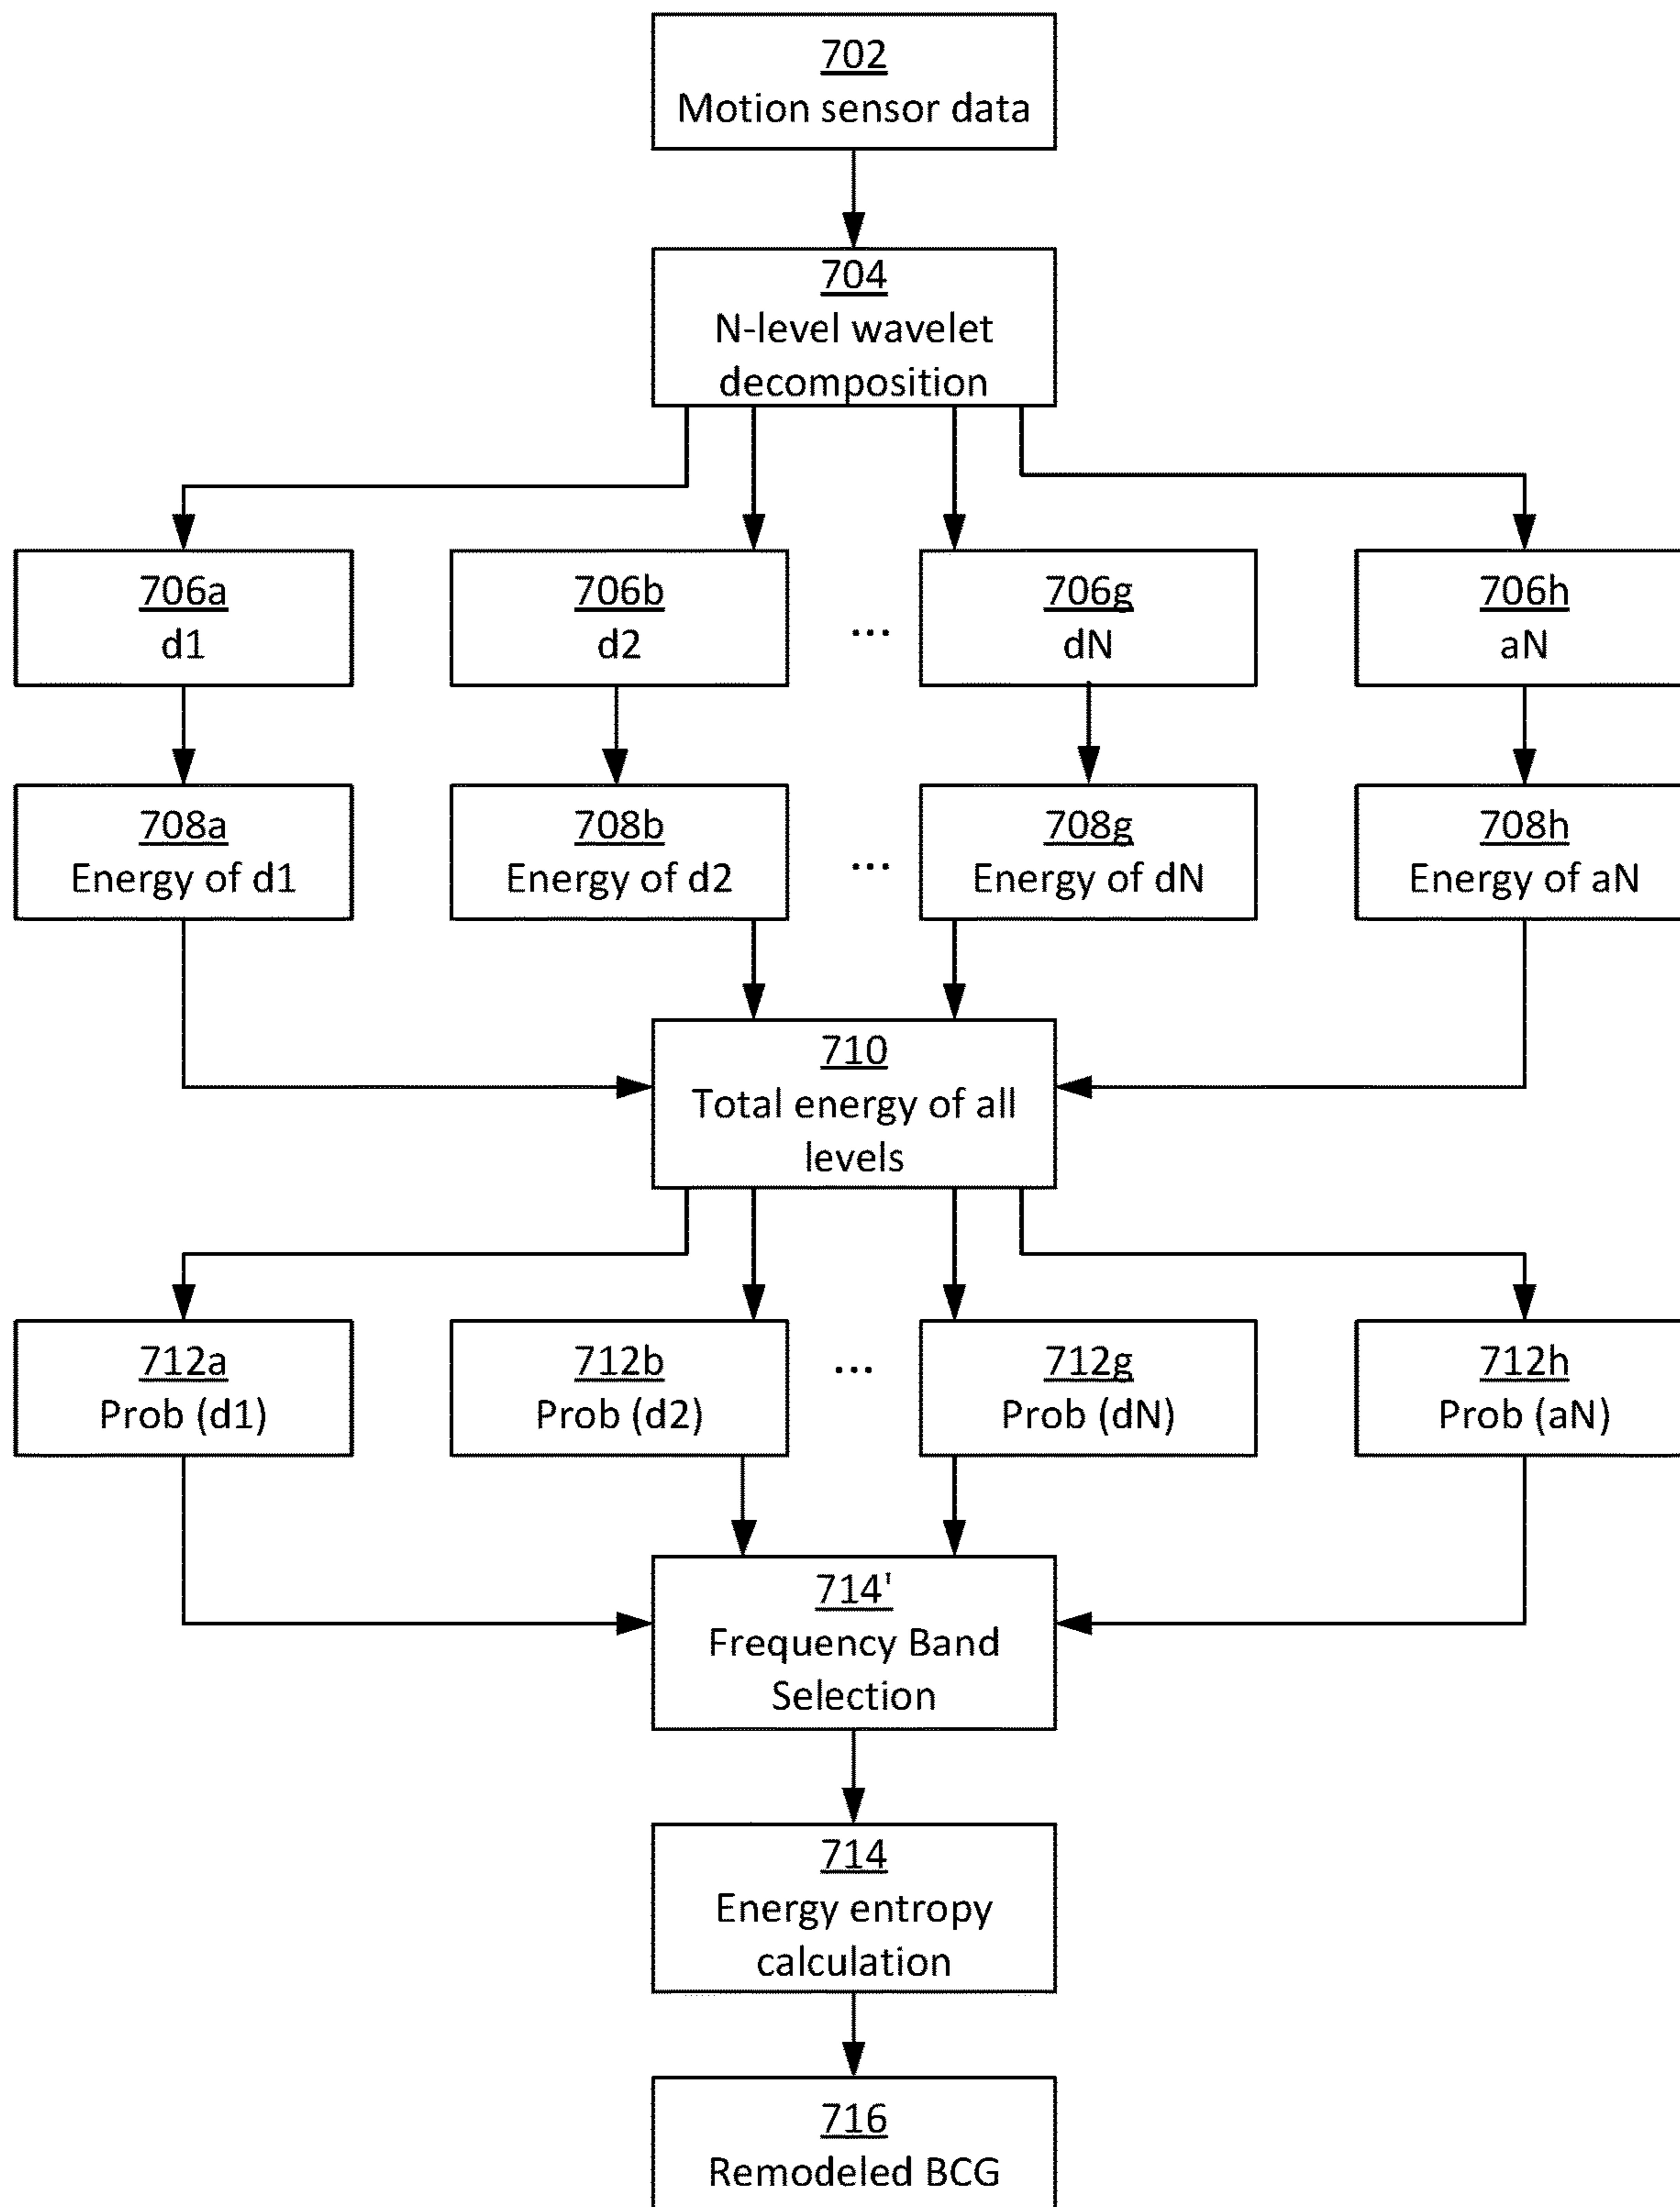 702
Motion sensor data
704
N-level wavelet
decomposition
706a
d1
706b
d2
...
706g
dN
706h
aN
708a
Energy of d1
708b
Energy of d2
...
708g
Energy of dN
708h
Energy of aN
710
Total energy of all
levels
712a
Prob (d1)
712b
Prob (d2)
...
712g
Prob (dN)
712h
Prob (aN)
714'
Frequency Band
Selection
714
Energy entropy
calculation
716
Remodeled BCG